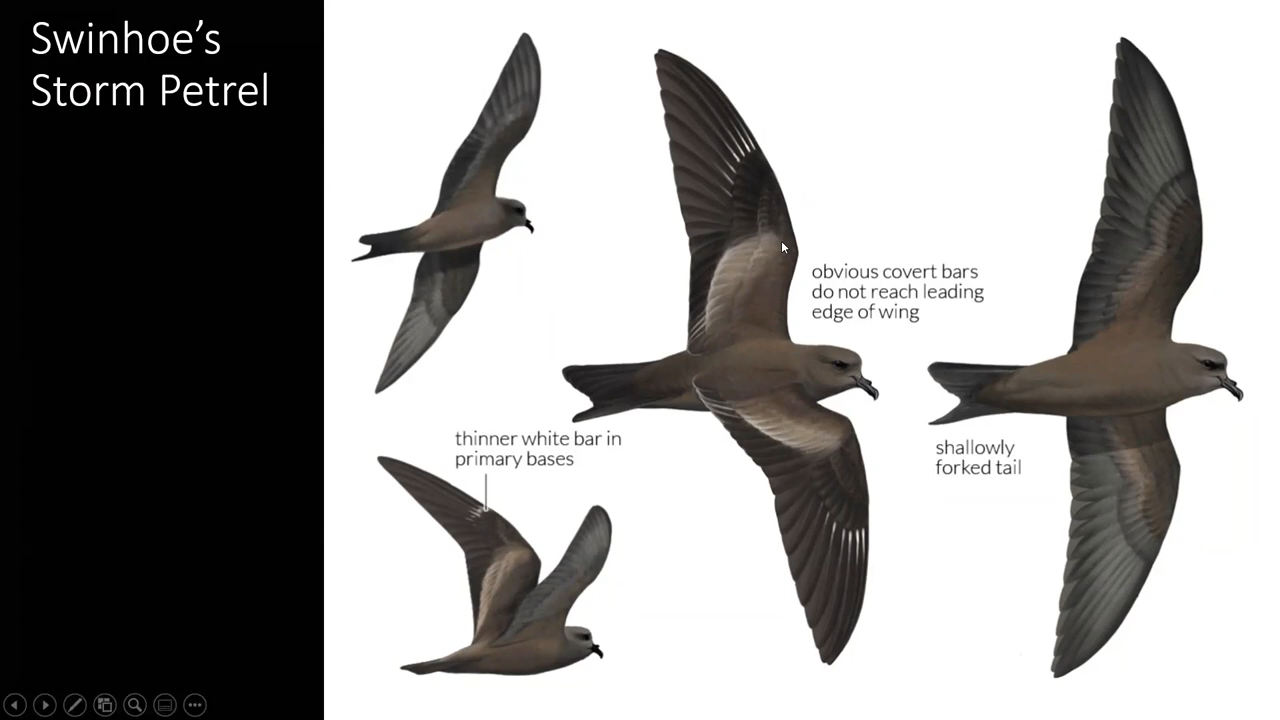 Swinhoe's
Storm Petrel
obvious covert bars
do not reach leading
edge of wing
thinner white bar in
primary bases
shallowly
forked tail